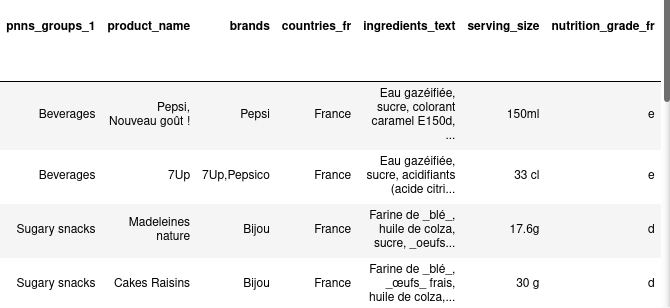 pnns_groups_1 product_name brands countries_fr ingredients_text serving_size nutrition_grade_fr
Beverages Pepsi, Nouveau goût ! Pepsi France Eau gazéifiée, sucre, colorant caramel E150d, ... 150ml e
Beverages 7Up 7Up,Pepsico France Eau gazéifiée, sucre, acidifiants (acide citri... 33 cl e
Sugary snacks Madeleines nature Bijou France Farine de _blé_, huile de colza, sucre, _oeufs... 17.6g d
Sugary snacks Cakes Raisins Bijou France Farine de _blé_, _œufs_ frais, huile de colza,... 30 g d